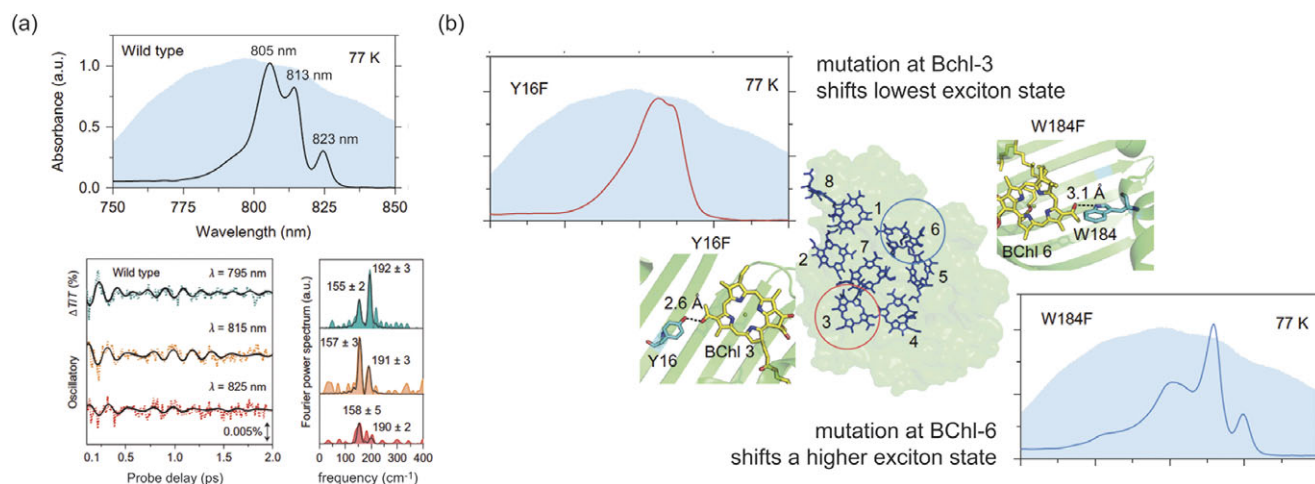 (a)
Wild type
805 nm
77 K
813 nm
823 nm
Absorbance (a.u.)
1.0
0.5
0.0
750
775
800
825
850
Wavelength (nm)
Wild type
λ = 795 nm
λ = 815 nm
λ = 825 nm
0.005%
Oscillatory
ΔT/T (%)
0.1
0.5
1.0
1.5
2.0
Probe delay (ps)
Fourier power spectrum (a.u.)
192 ± 3
155 ± 2
157 ± 3
191 ± 3
158 ± 5
190 ± 2
0
100
200
300
400
frequency (cm-1)
(b)
Y16F
77 K
mutation at Bchl-3
shifts lowest exciton state
W184F
3.1 Å
W184
BChl 6
8
1
6
7
2
5
3
4
Y16F
2.6 Å
Y16
BChl 3
W184F
77 K
mutation at BChl-6
shifts a higher exciton state